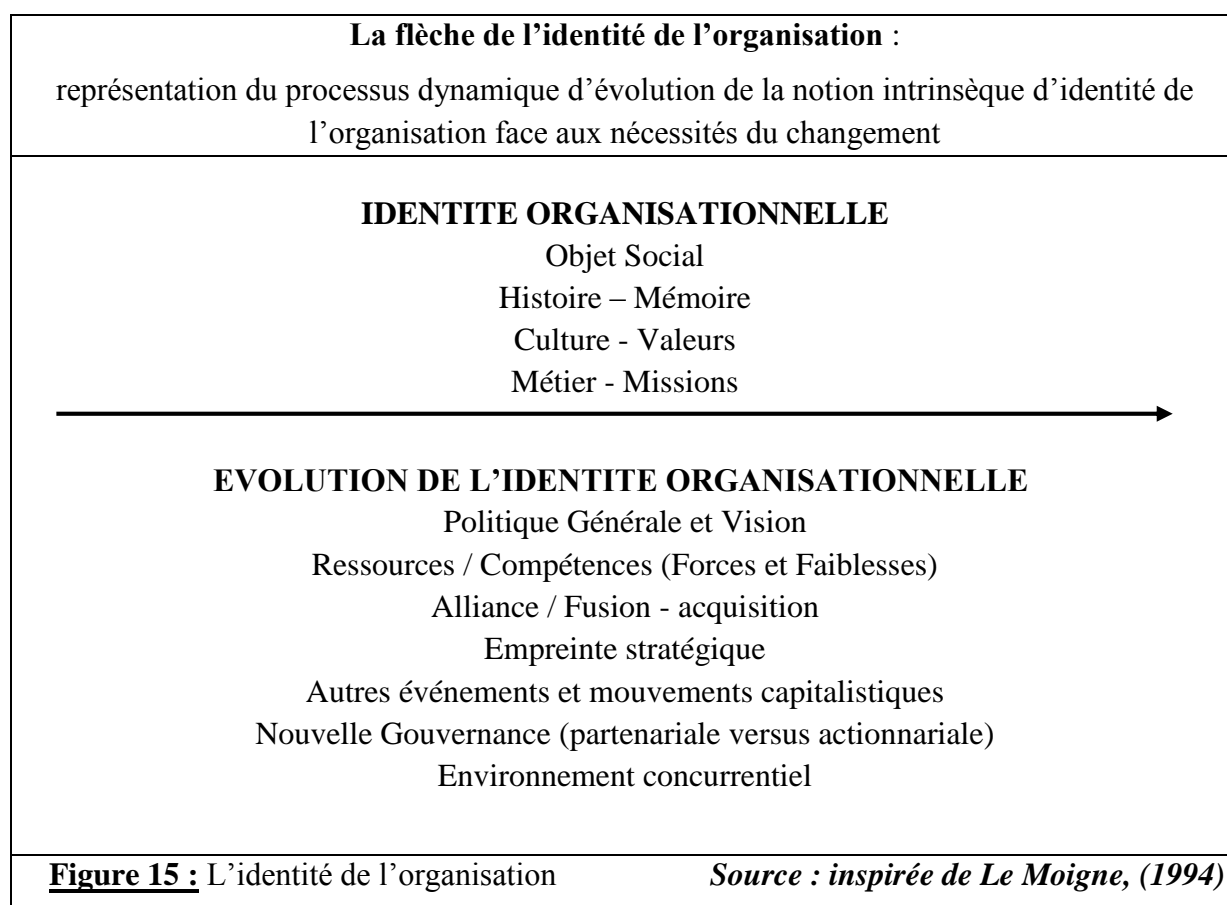 La flèche de l’identité de l’organisation :
représentation du processus dynamique d’évolution de la notion intrinsèque d’identité de
l’organisation face aux nécessités du changement
IDENTITE ORGANISATIONNELLE
Objet Social
Histoire – Mémoire
Culture - Valeurs
Métier - Missions
EVOLUTION DE L’IDENTITE ORGANISATIONNELLE
Politique Générale et Vision
Ressources / Compétences (Forces et Faiblesses)
Alliance / Fusion - acquisition
Empreinte stratégique
Autres événements et mouvements capitalistiques
Nouvelle Gouvernance (partenariale versus actionnariale)
Environnement concurrentiel
Figure 15 : L’identité de l’organisation Source : inspirée de Le Moigne, (1994)